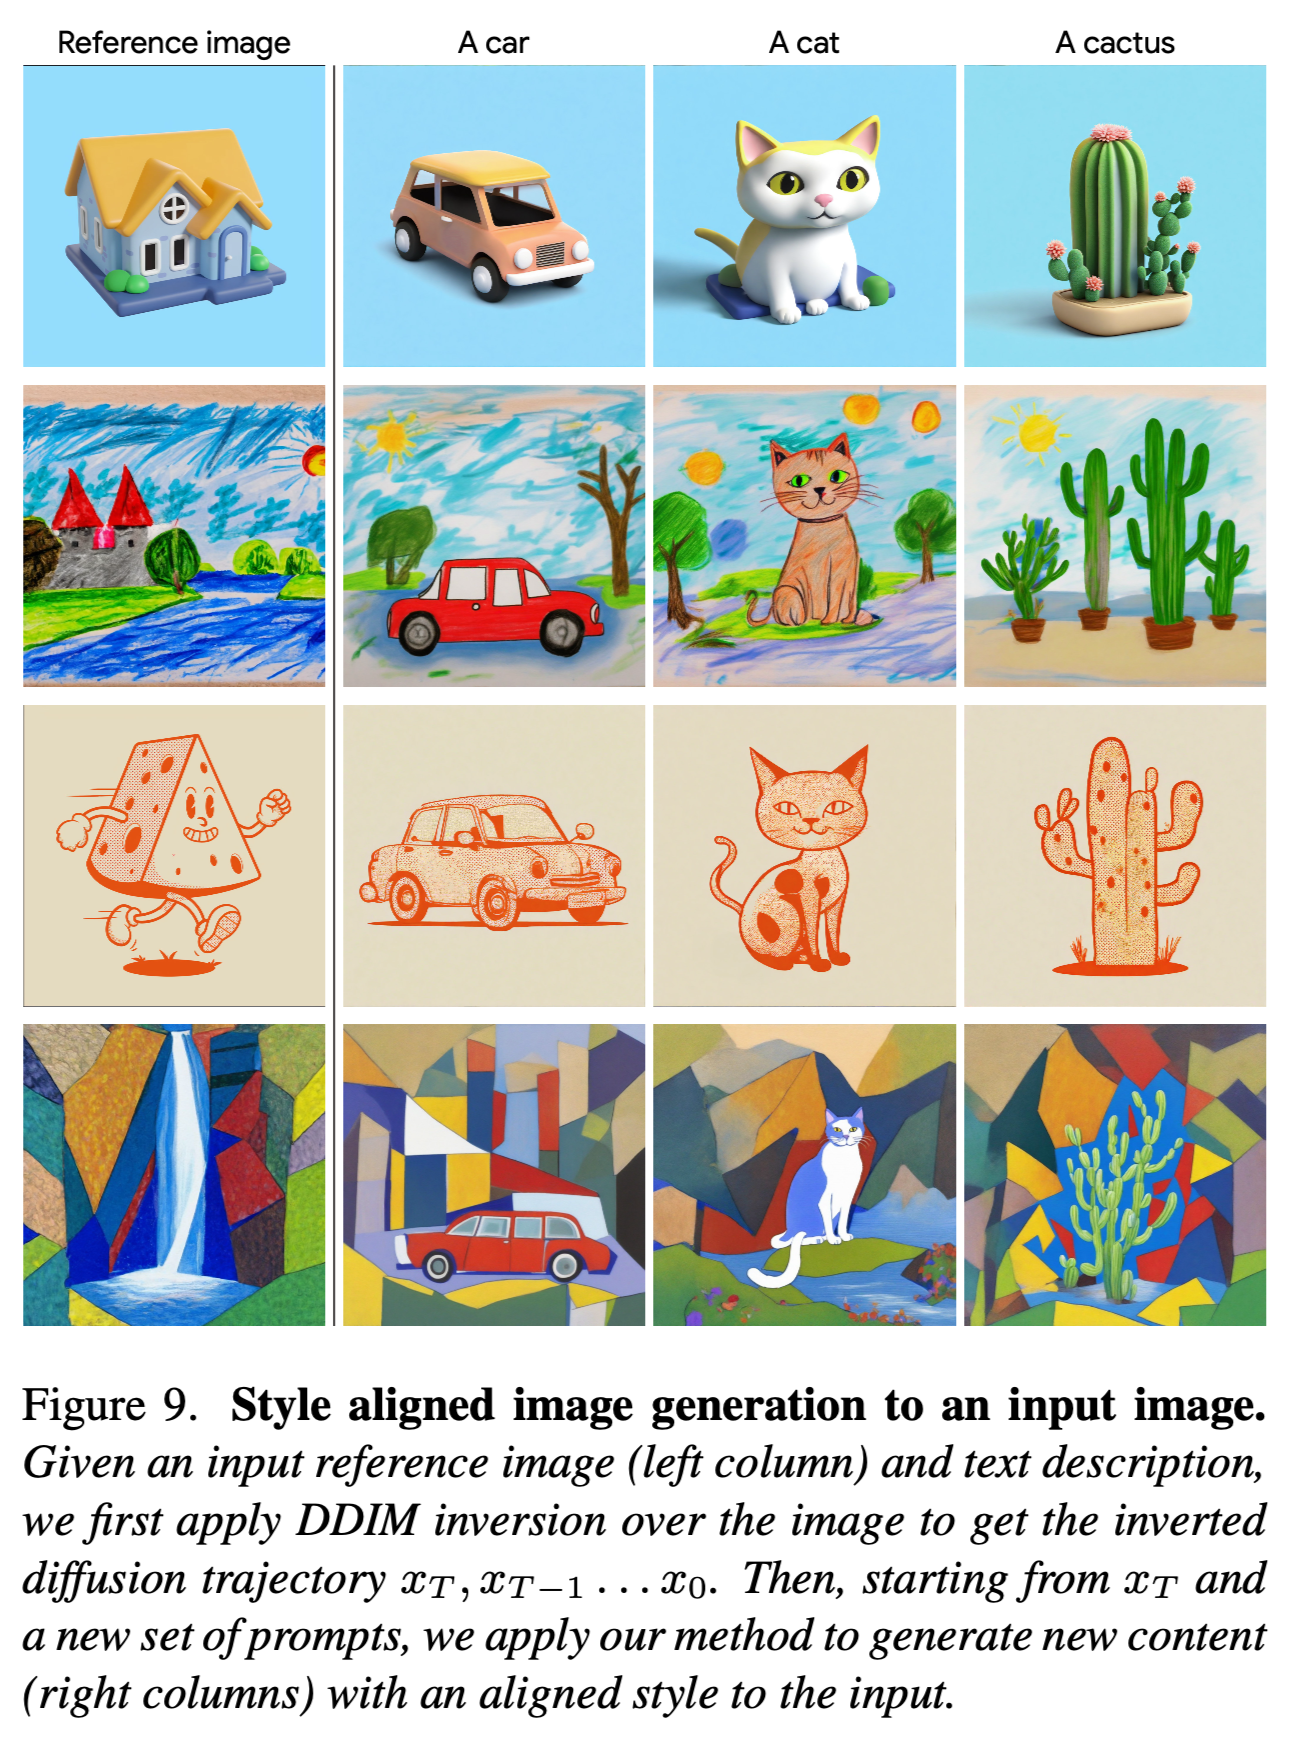 Reference image
A car
A cat
A cactus
Figure 9. Style aligned image generation to an input image.
Given an input reference image (left column) and text description,
we first apply DDIM inversion over the image to get the inverted
diffusion trajectory x_T, x_{T−1} … x_0. Then, starting from x_T and
a new set of prompts, we apply our method to generate new content
(right columns) with an aligned style to the input.